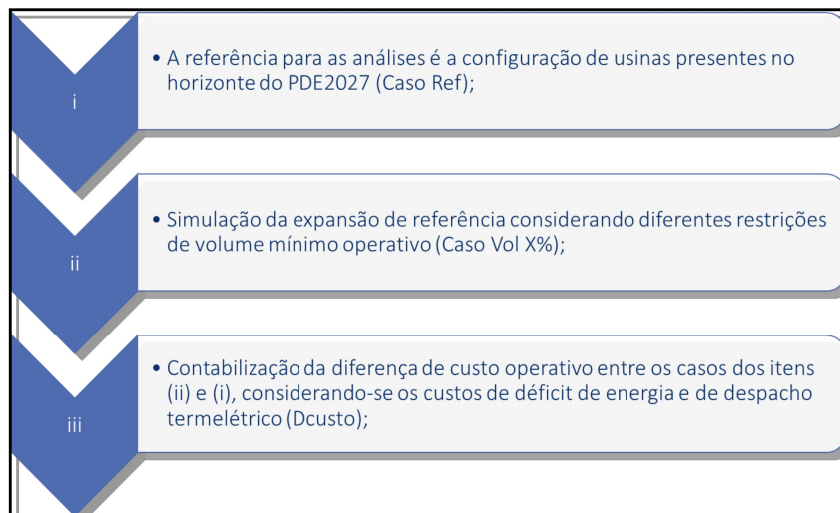 i
• A referência para as análises é a configuração de usinas presentes no
horizonte do PDE2027 (Caso Ref);
ii
• Simulação da expansão de referência considerando diferentes restrições
de volume mínimo operativo (Caso Vol X%);
iii
• Contabilização da diferença de custo operativo entre os casos dos itens
(ii) e (i), considerando-se os custos de déficit de energia e de despacho
termelétrico (Dcusto);